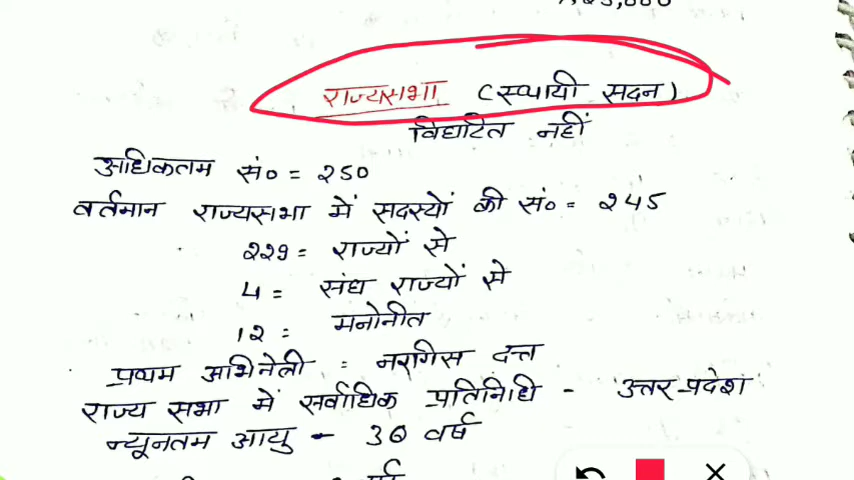 राज्यसभा (स्थायी सदन)
विघटित नहीं
अधिकतम सं० = 250
वर्तमान राज्यसभा में सदस्यों की सं० = 245
229 = राज्यों से
4 = संघ राज्यों से
12 = मनोनीत
प्रथम अभिनेत्री = नरगिस दत्त
राज्य सभा में सर्वाधिक प्रतिनिधि - उत्तर-प्रदेश
न्यूनतम आयु - 30 वर्ष